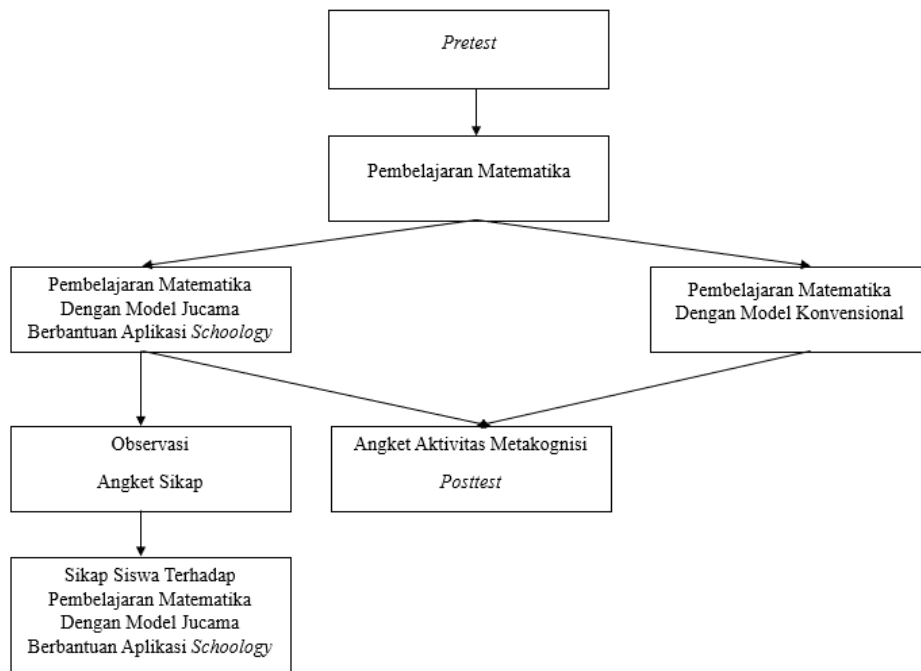 Pretest
Pembelajaran Matematika
Pembelajaran Matematika
Dengan Model Jucama
Berbantuan Aplikasi Schoology
Pembelajaran Matematika
Dengan Model Konvensional
Observasi
Angket Sikap
Angket Aktivitas Metakognisi
Posttest
Sikap Siswa Terhadap
Pembelajaran Matematika
Dengan Model Jucama
Berbantuan Aplikasi Schoology